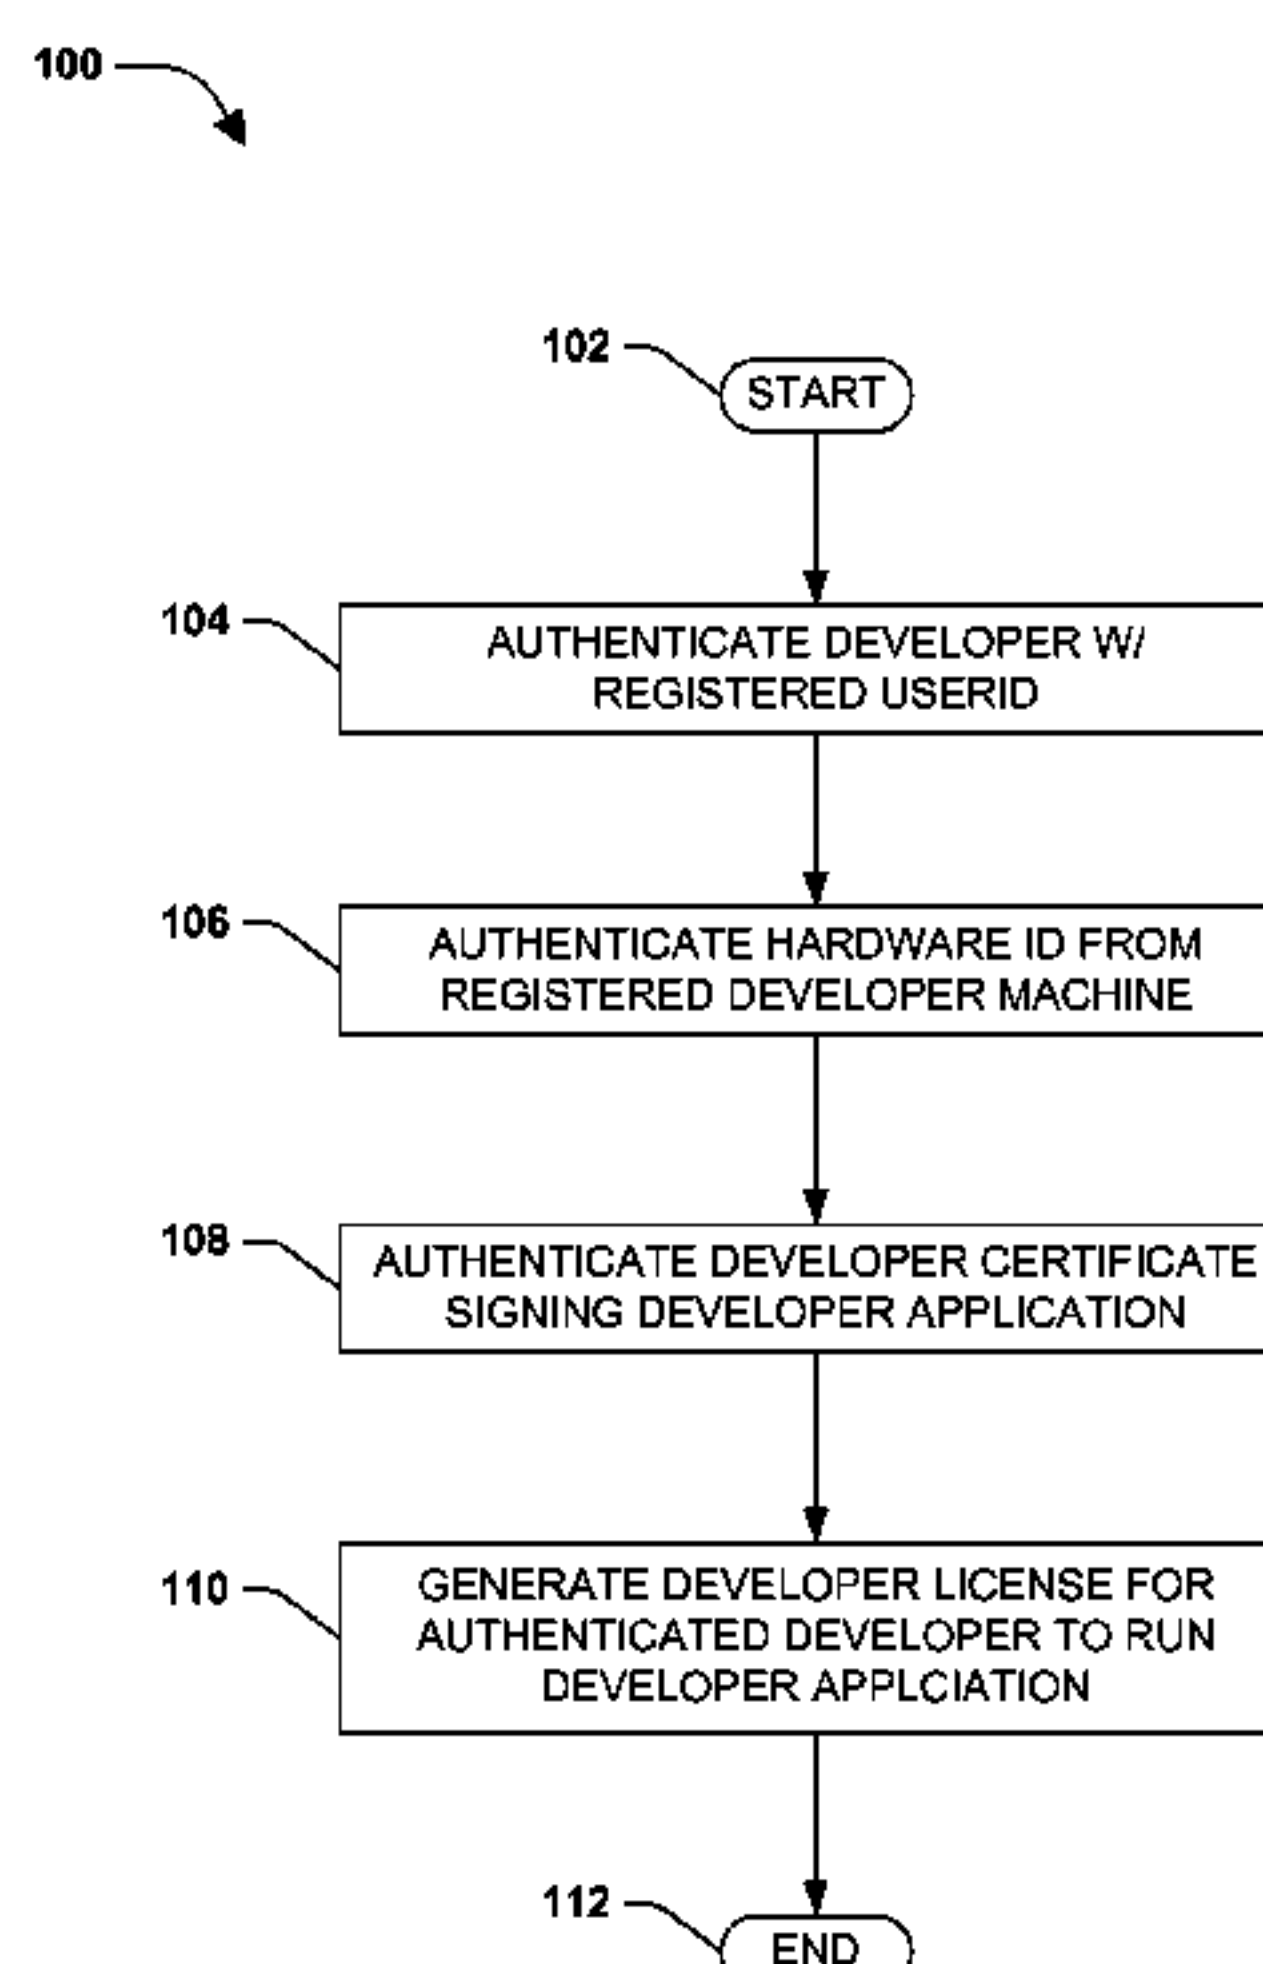 100
102
START
104
AUTHENTICATE DEVELOPER W/
REGISTERED USERID
106
AUTHENTICATE HARDWARE ID FROM
REGISTERED DEVELOPER MACHINE
108
AUTHENTICATE DEVELOPER CERTIFICATE
SIGNING DEVELOPER APPLICATION
110
GENERATE DEVELOPER LICENSE FOR
AUTHENTICATED DEVELOPER TO RUN
DEVELOPER APPLCIATION
112
END